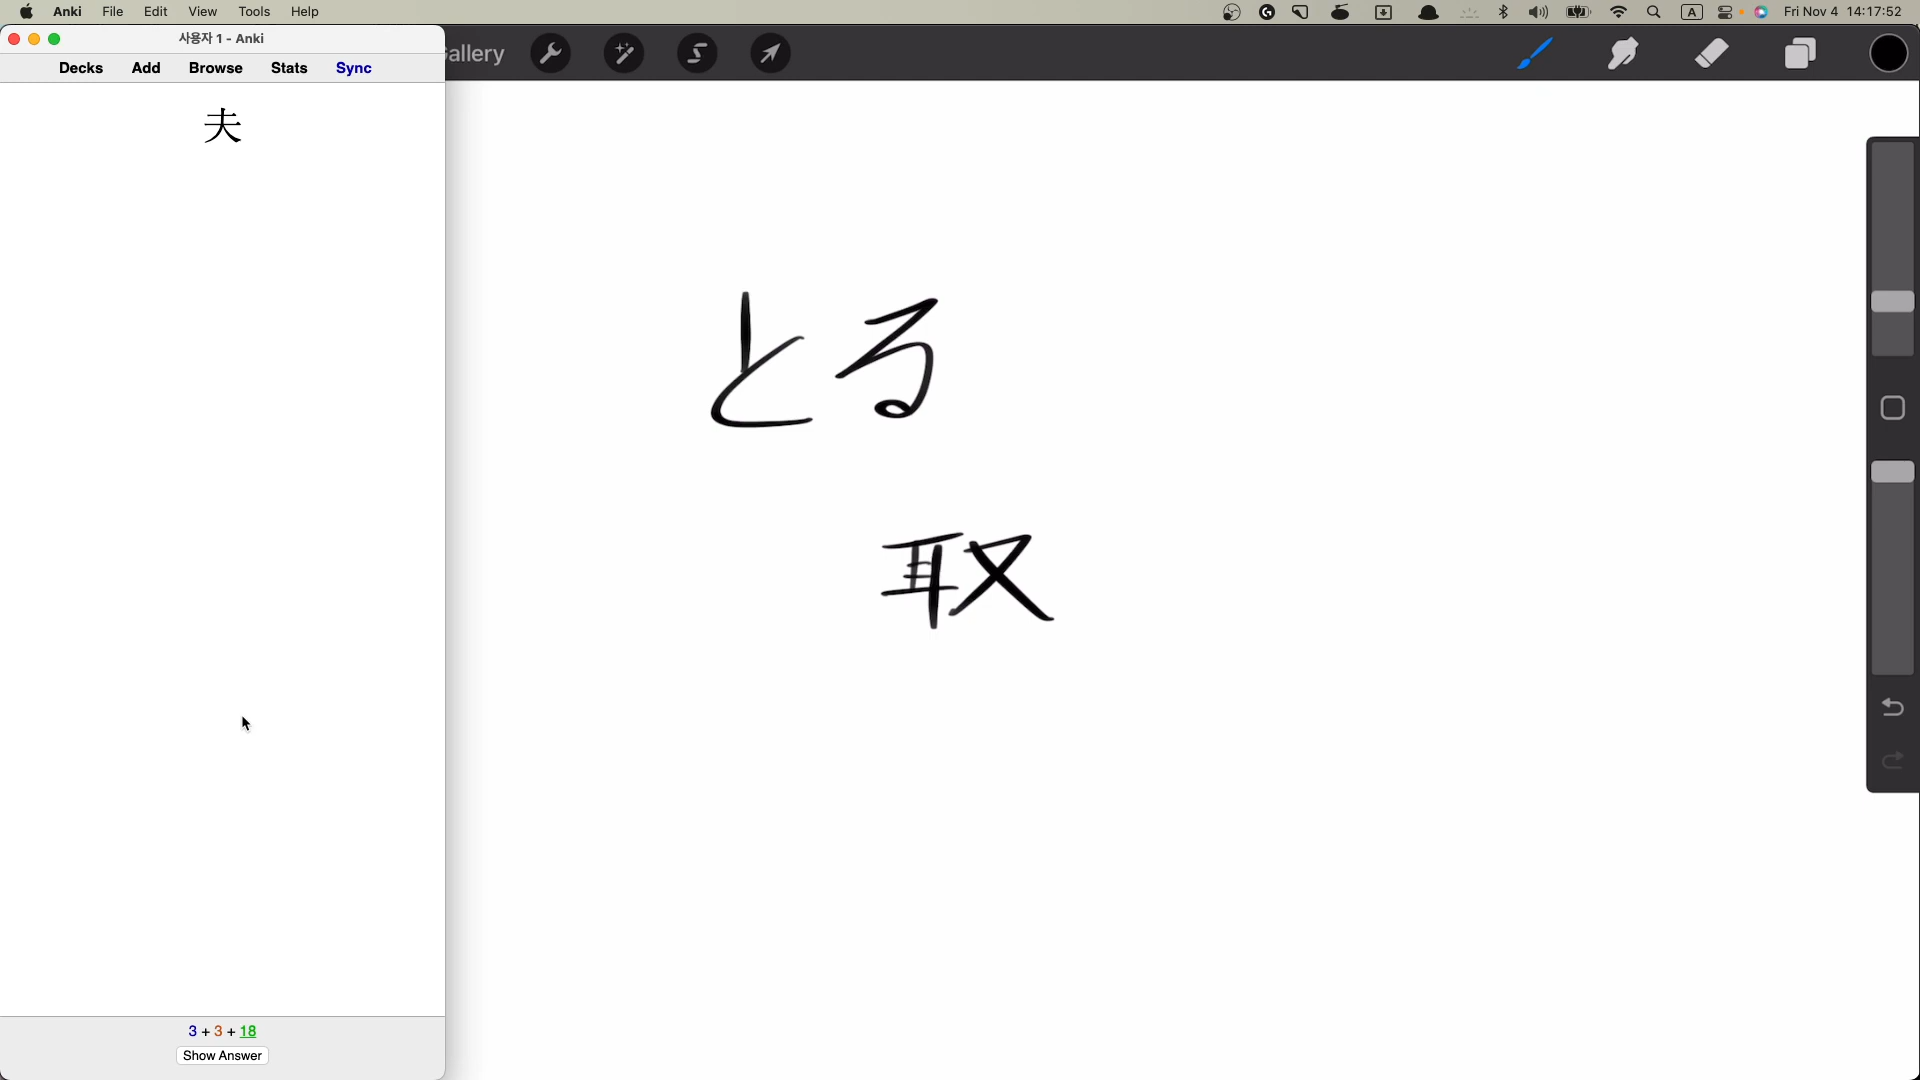 Anki File Edit View Tools Help
A
Fri Nov 4 14:17:52
사용자 1 - Anki
Decks Add Browse Stats Sync
allery
夫
とる
取
3 + 3 + 18
Show Answer